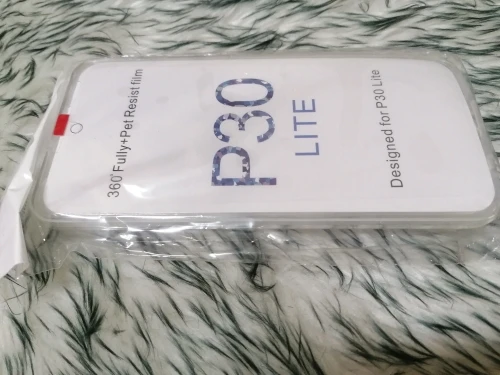 360°Fully+Pet Resist film
P30
LITE
Designed for P30 Lite